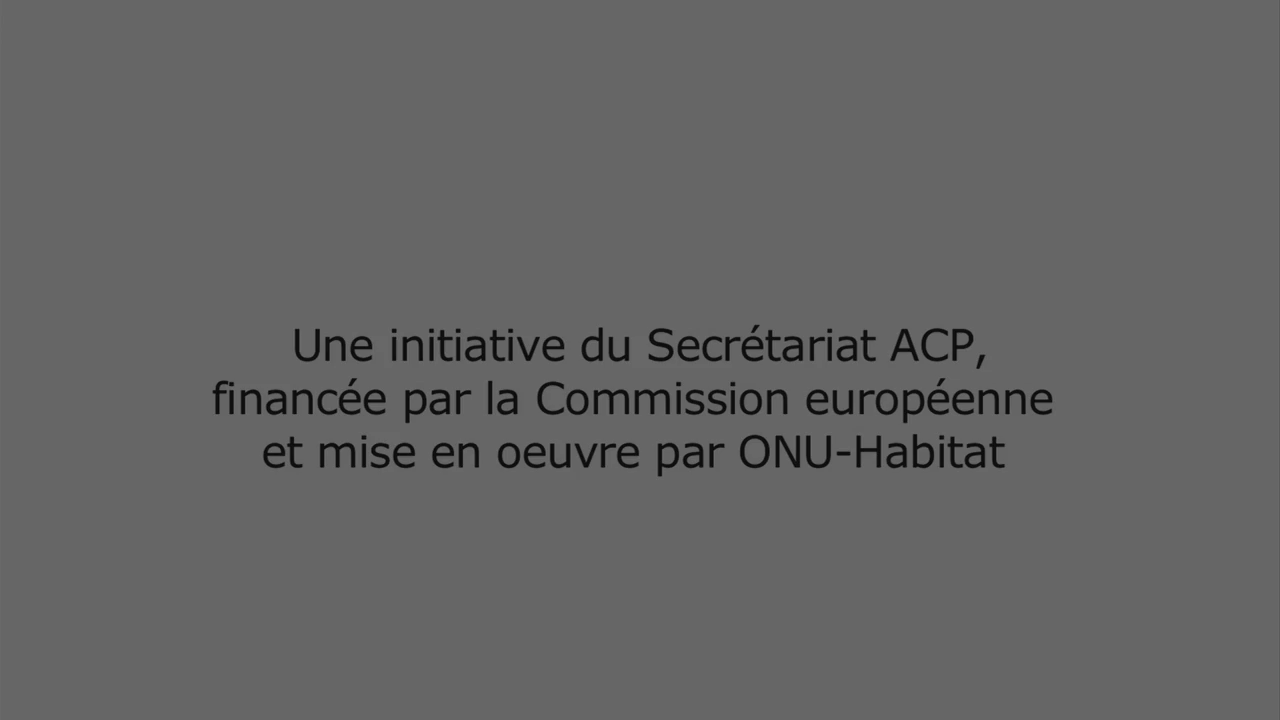 Une initiative du Secrétariat ACP,
financée par la Commission européenne
et mise en oeuvre par ONU-Habitat